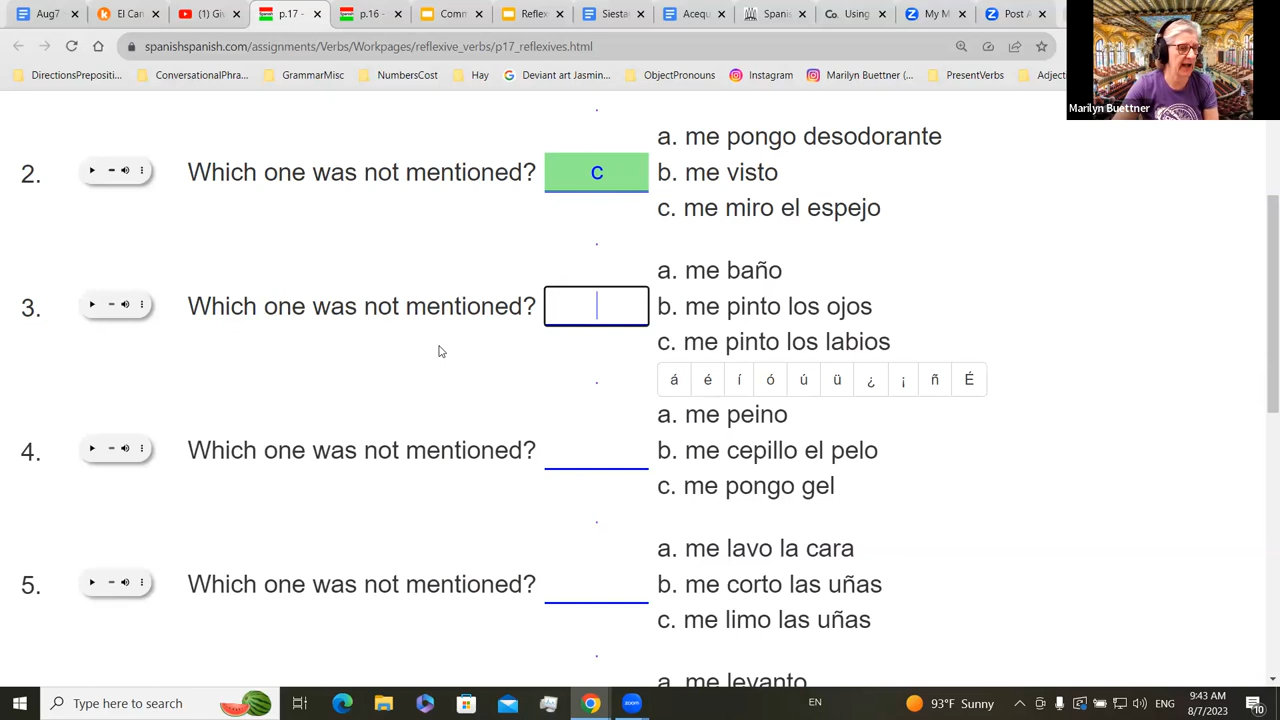 Aug7
El Can
(1) Giv
p.17 -
p.16 -
Comm
Reflex
Siesta
Acequ
Spani
Co. Using
My M
Post A
spanishspanish.com/assignments/Verbs/Workpages/reflexive_verbs/p17_reflexives.html
DirectionsPrepositi...
ConversationalPhra...
GrammarMisc
NumbersCost
Hay
Deviant art Jasmin...
ObjectPronouns
Instagram
Marilyn Buettner (...
PresentVerbs
Adject
Marilyn Buettner
a. me pongo desodorante
2. Which one was not mentioned? c b. me visto
c. me miro el espejo
a. me baño
3. Which one was not mentioned? b. me pinto los ojos
c. me pinto los labios
á é í ó ú ü ¿ ¡ ñ É
a. me peino
4. Which one was not mentioned? b. me cepillo el pelo
c. me pongo gel
a. me lavo la cara
5. Which one was not mentioned? b. me corto las uñas
c. me limo las uñas
a. me levanto
Type here to search
zoom
EN
93°F Sunny
ENG
9:43 AM
8/7/2023
10